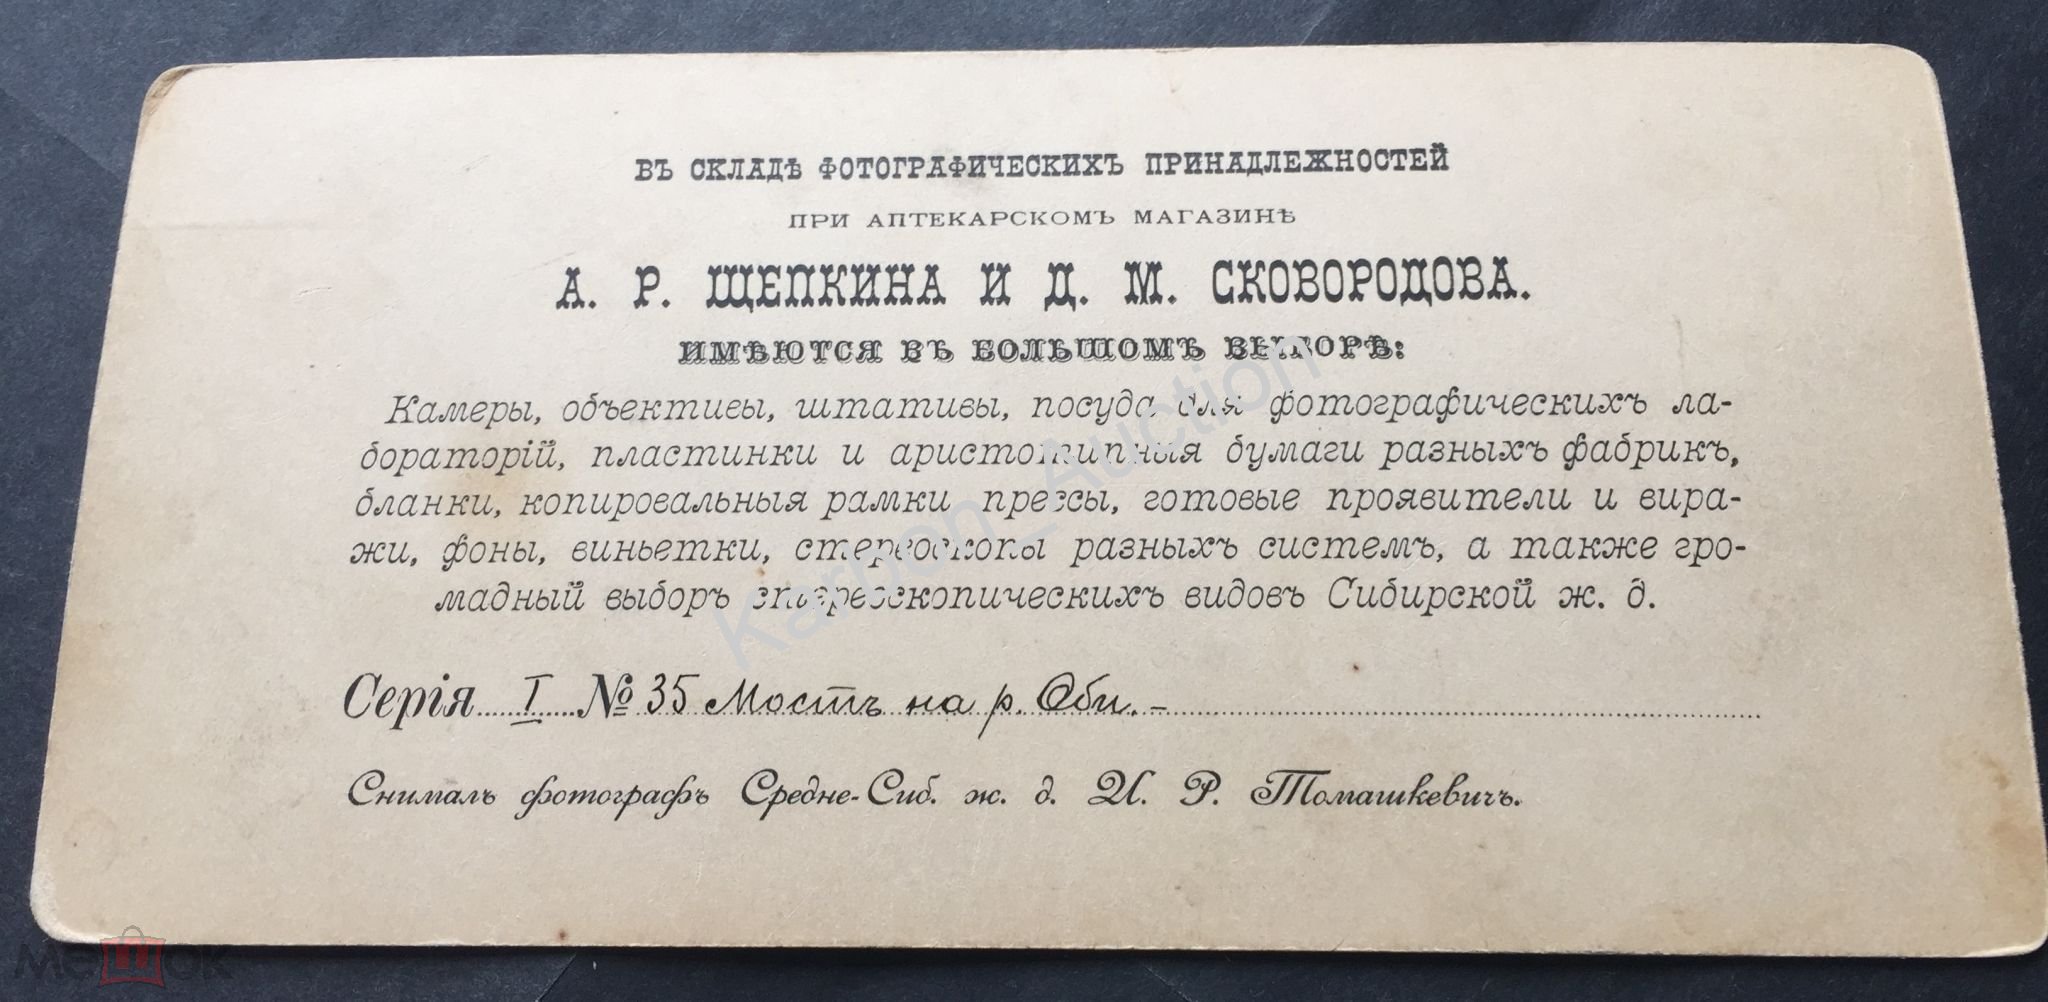 ВЪ СКЛАДѢ ФОТОГРАФИЧЕСКИХЪ ПРИНАДЛЕЖНОСТЕЙ
ПРИ АПТЕКАРСКОМЪ МАГАЗИНѢ
А. Р. ЩЕПКИНА И Д. М. СКОВОРОДОВА.
ИМѢЮТСЯ ВЪ БОЛЬШОМЪ ВЫБОРѢ:
Камеры, объективы, штативы, посуда для фотографическихъ ла-
бораторій, пластинки и аристотипныя бумаги разныхъ фабрикъ,
бланки, копировальныя рамки прессы, готовые проявители и вира-
жи, фоны, виньетки, стереоскопы разныхъ системъ, а также гро-
мадный выборъ стереоскопическихъ видовъ Сибирской ж. д.
Серія I № 35 Мостъ на р. Оби. –
Снималъ фотографъ Средне-Сиб. ж. д. И. Р. Томашкевичъ.
Karbon_Auction
Мешок